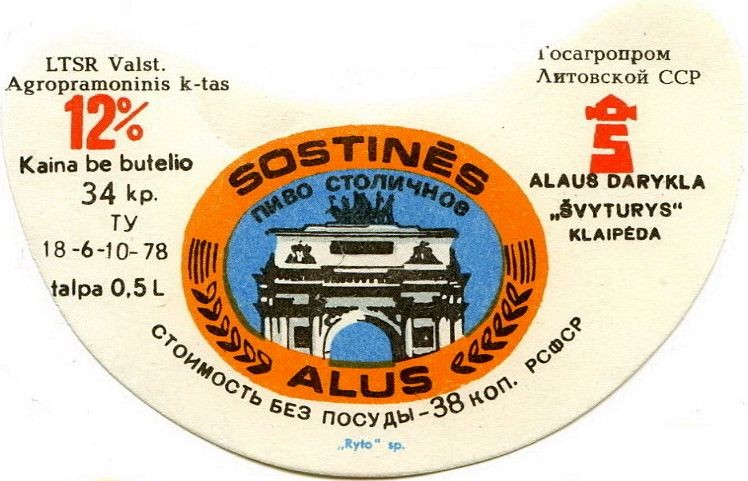 LTSR Valst.
Agropramoninis k-tas
12%
Kaina be butelio
34 kp.
ТУ
18-6-10-78
talpa 0,5 L
SOSTINĖS
ПИВО СТОЛИЧНОЕ
ALUS
СТОИМОСТЬ БЕЗ ПОСУДЫ - 38 КОП. РСФСР
„Ryto“ sp.
Госагропром
Литовской ССР
ALAUS DARYKLA
„ŠVYTURYS“
KLAIPĖDA